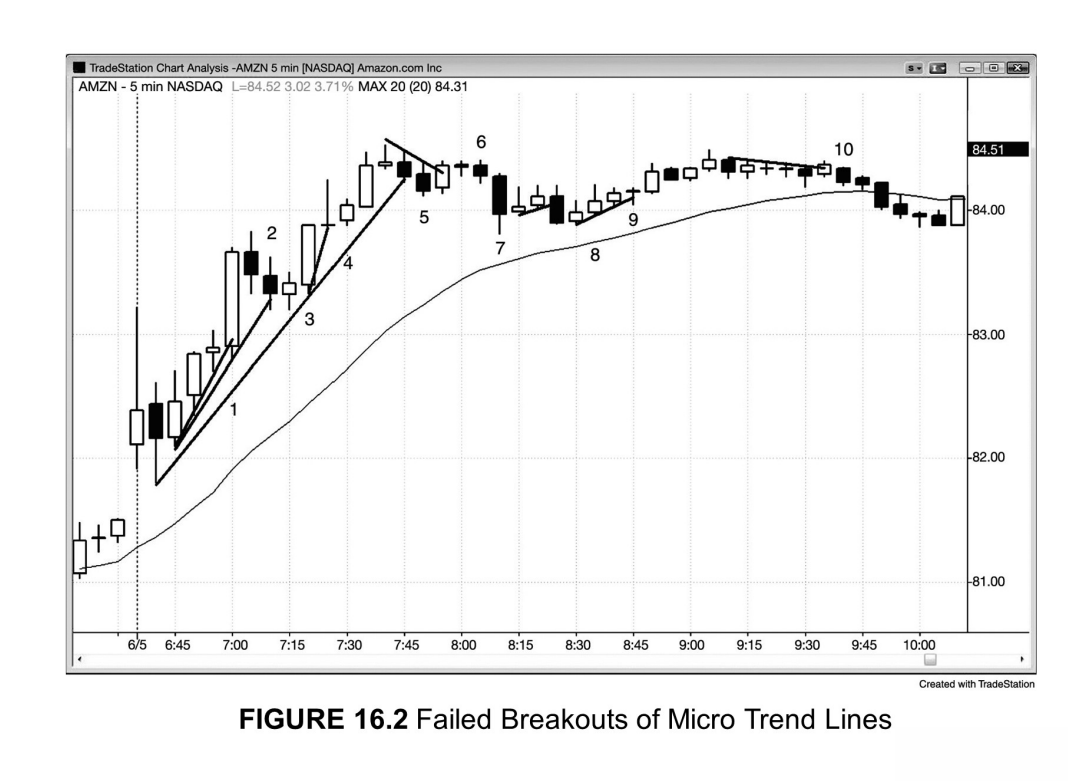 TradeStation Chart Analysis -AMZN 5 min [NASDAQ] Amazon.com Inc
S
AMZN - 5 min NASDAQ L=84.52 3.02 3.71% MAX 20 (20) 84.31
10
6
84.51
5
2
84.00
9
7
8
4
3
83.00
1
82.00
81.00
6/5 6:45 7:00 7:15 7:30 7:45 8:00 8:15 8:30 8:45 9:00 9:15 9:30 9:45 10:00
Created with TradeStation
FIGURE 16.2 Failed Breakouts of Micro Trend Lines